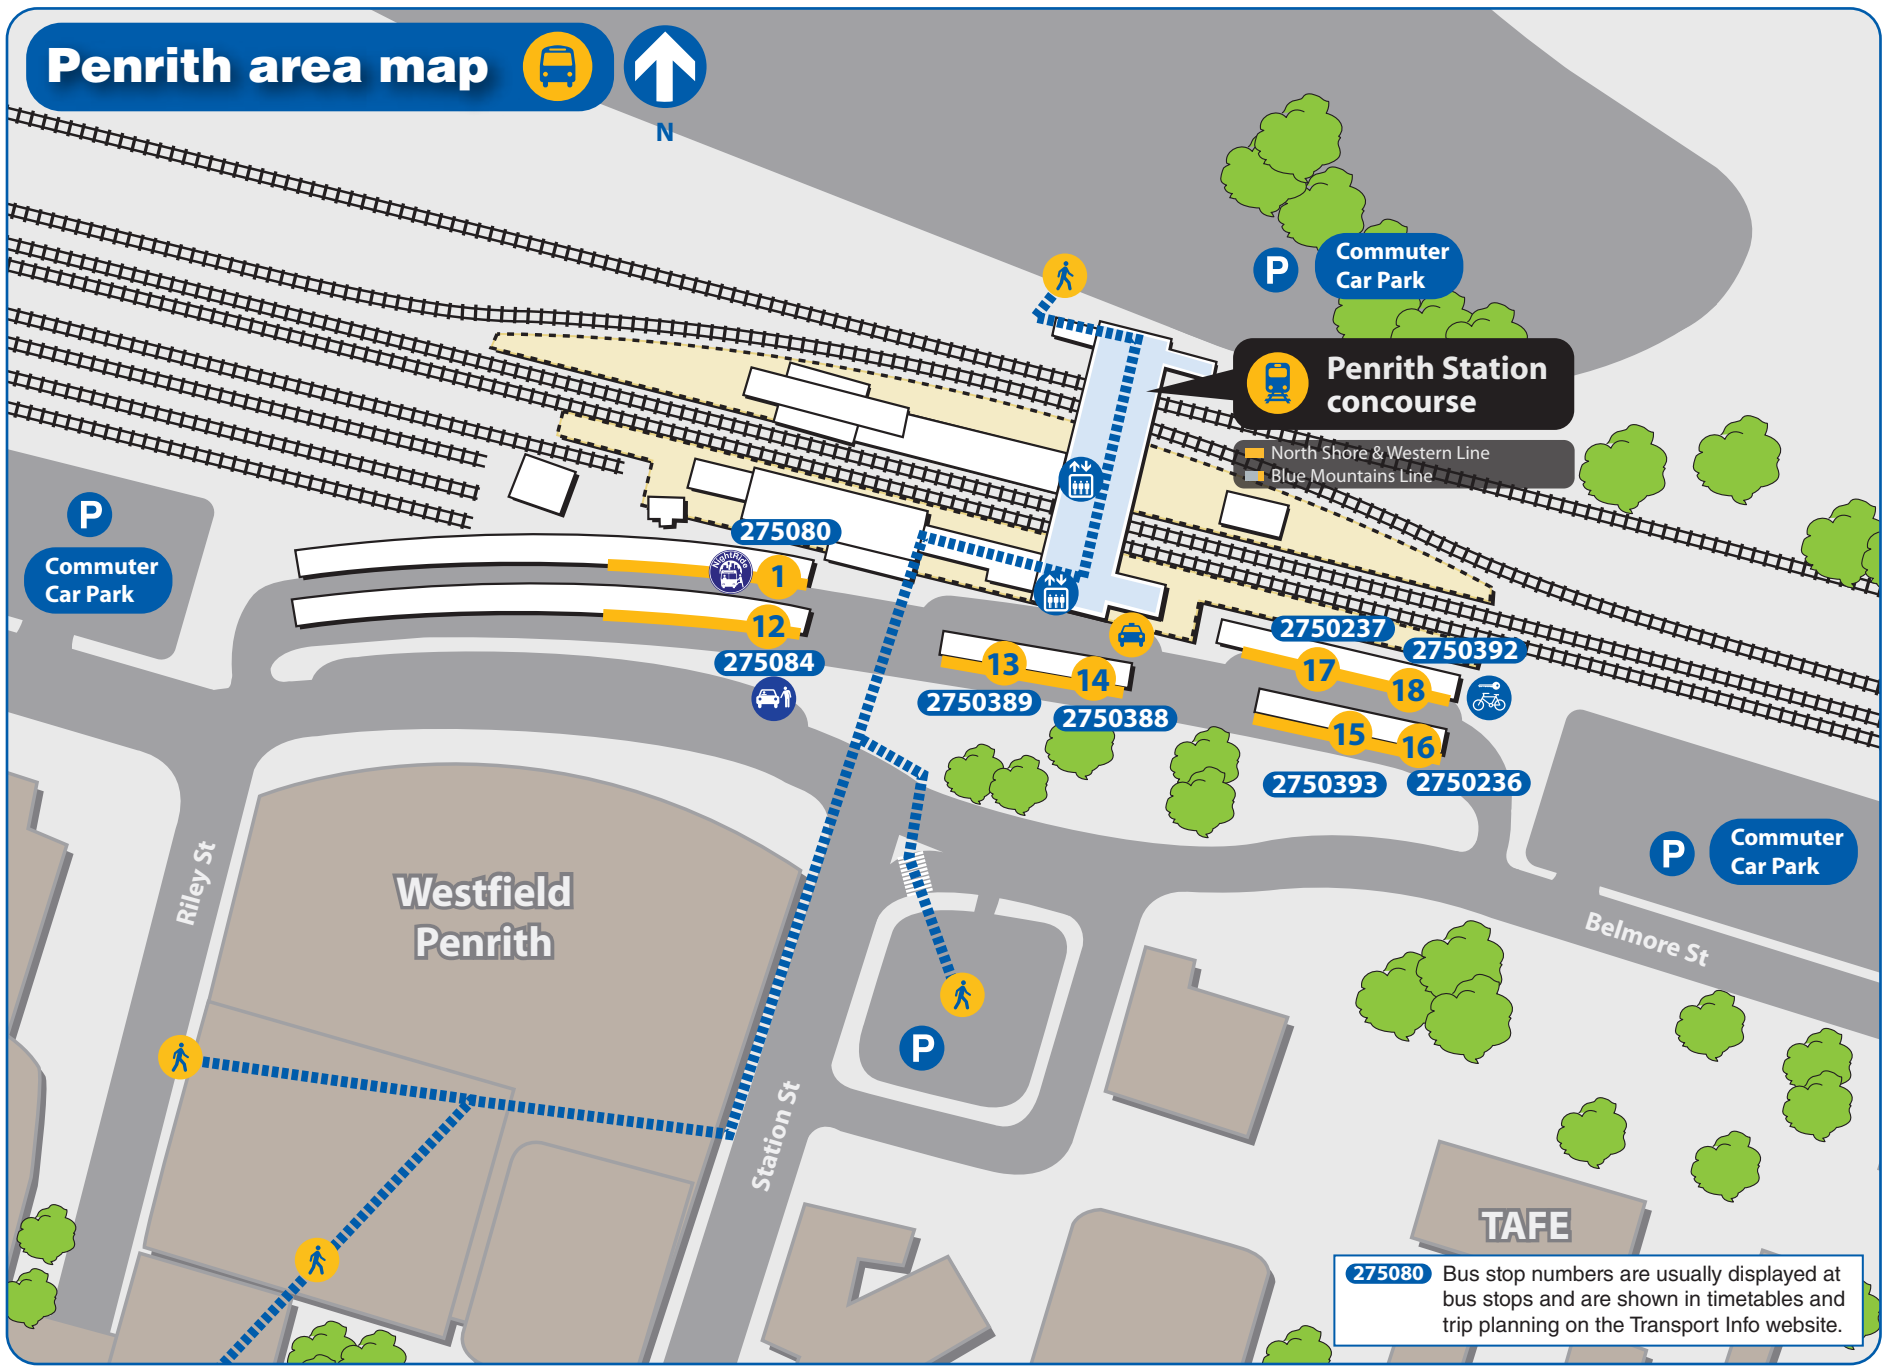 Penrith area map
N
Commuter
Car Park
P
Penrith Station
concourse
North Shore & Western Line
Blue Mountains Line
P
Commuter
Car Park
275080
NightRide
1
12
275084
13
14
2750389
2750388
2750237
2750392
17
18
15
16
2750393
2750236
P
Commuter
Car Park
Riley St
Westfield
Penrith
Belmore St
P
Station St
TAFE
275080 Bus stop numbers are usually displayed at
bus stops and are shown in timetables and
trip planning on the Transport Info website.